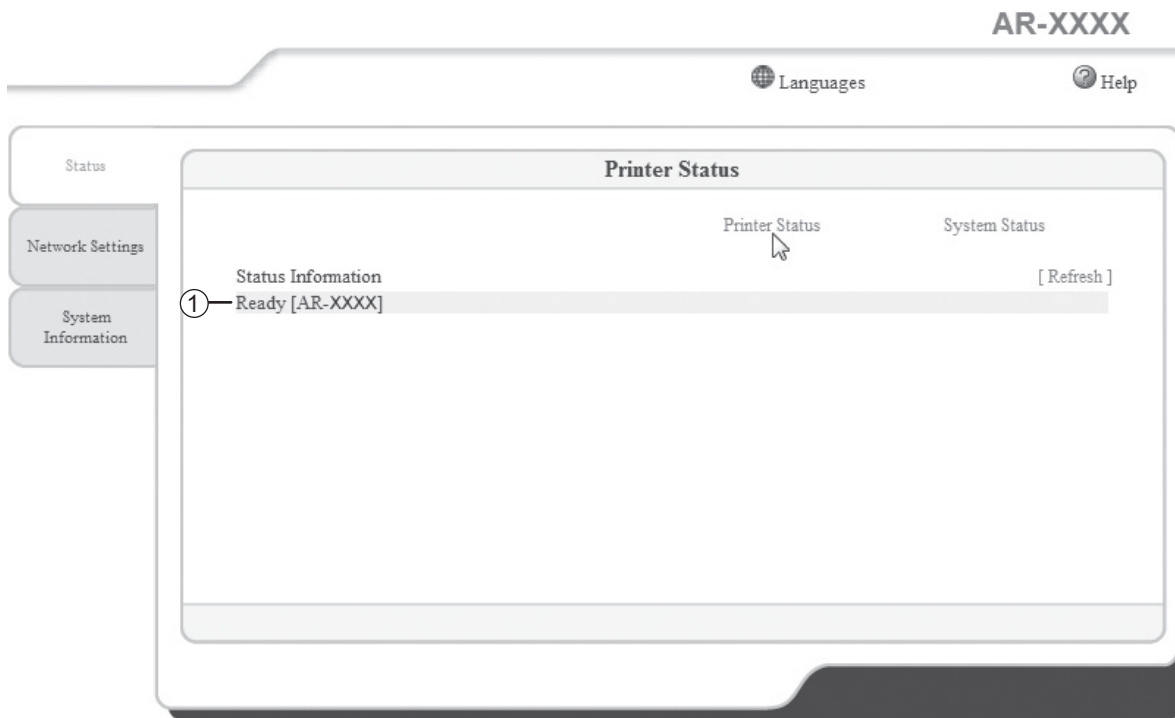 AR-XXXX
Languages Help
Status
Printer Status
Printer Status System Status
Network Settings
Status Information [ Refresh ]
① Ready [AR-XXXX]
System
Information